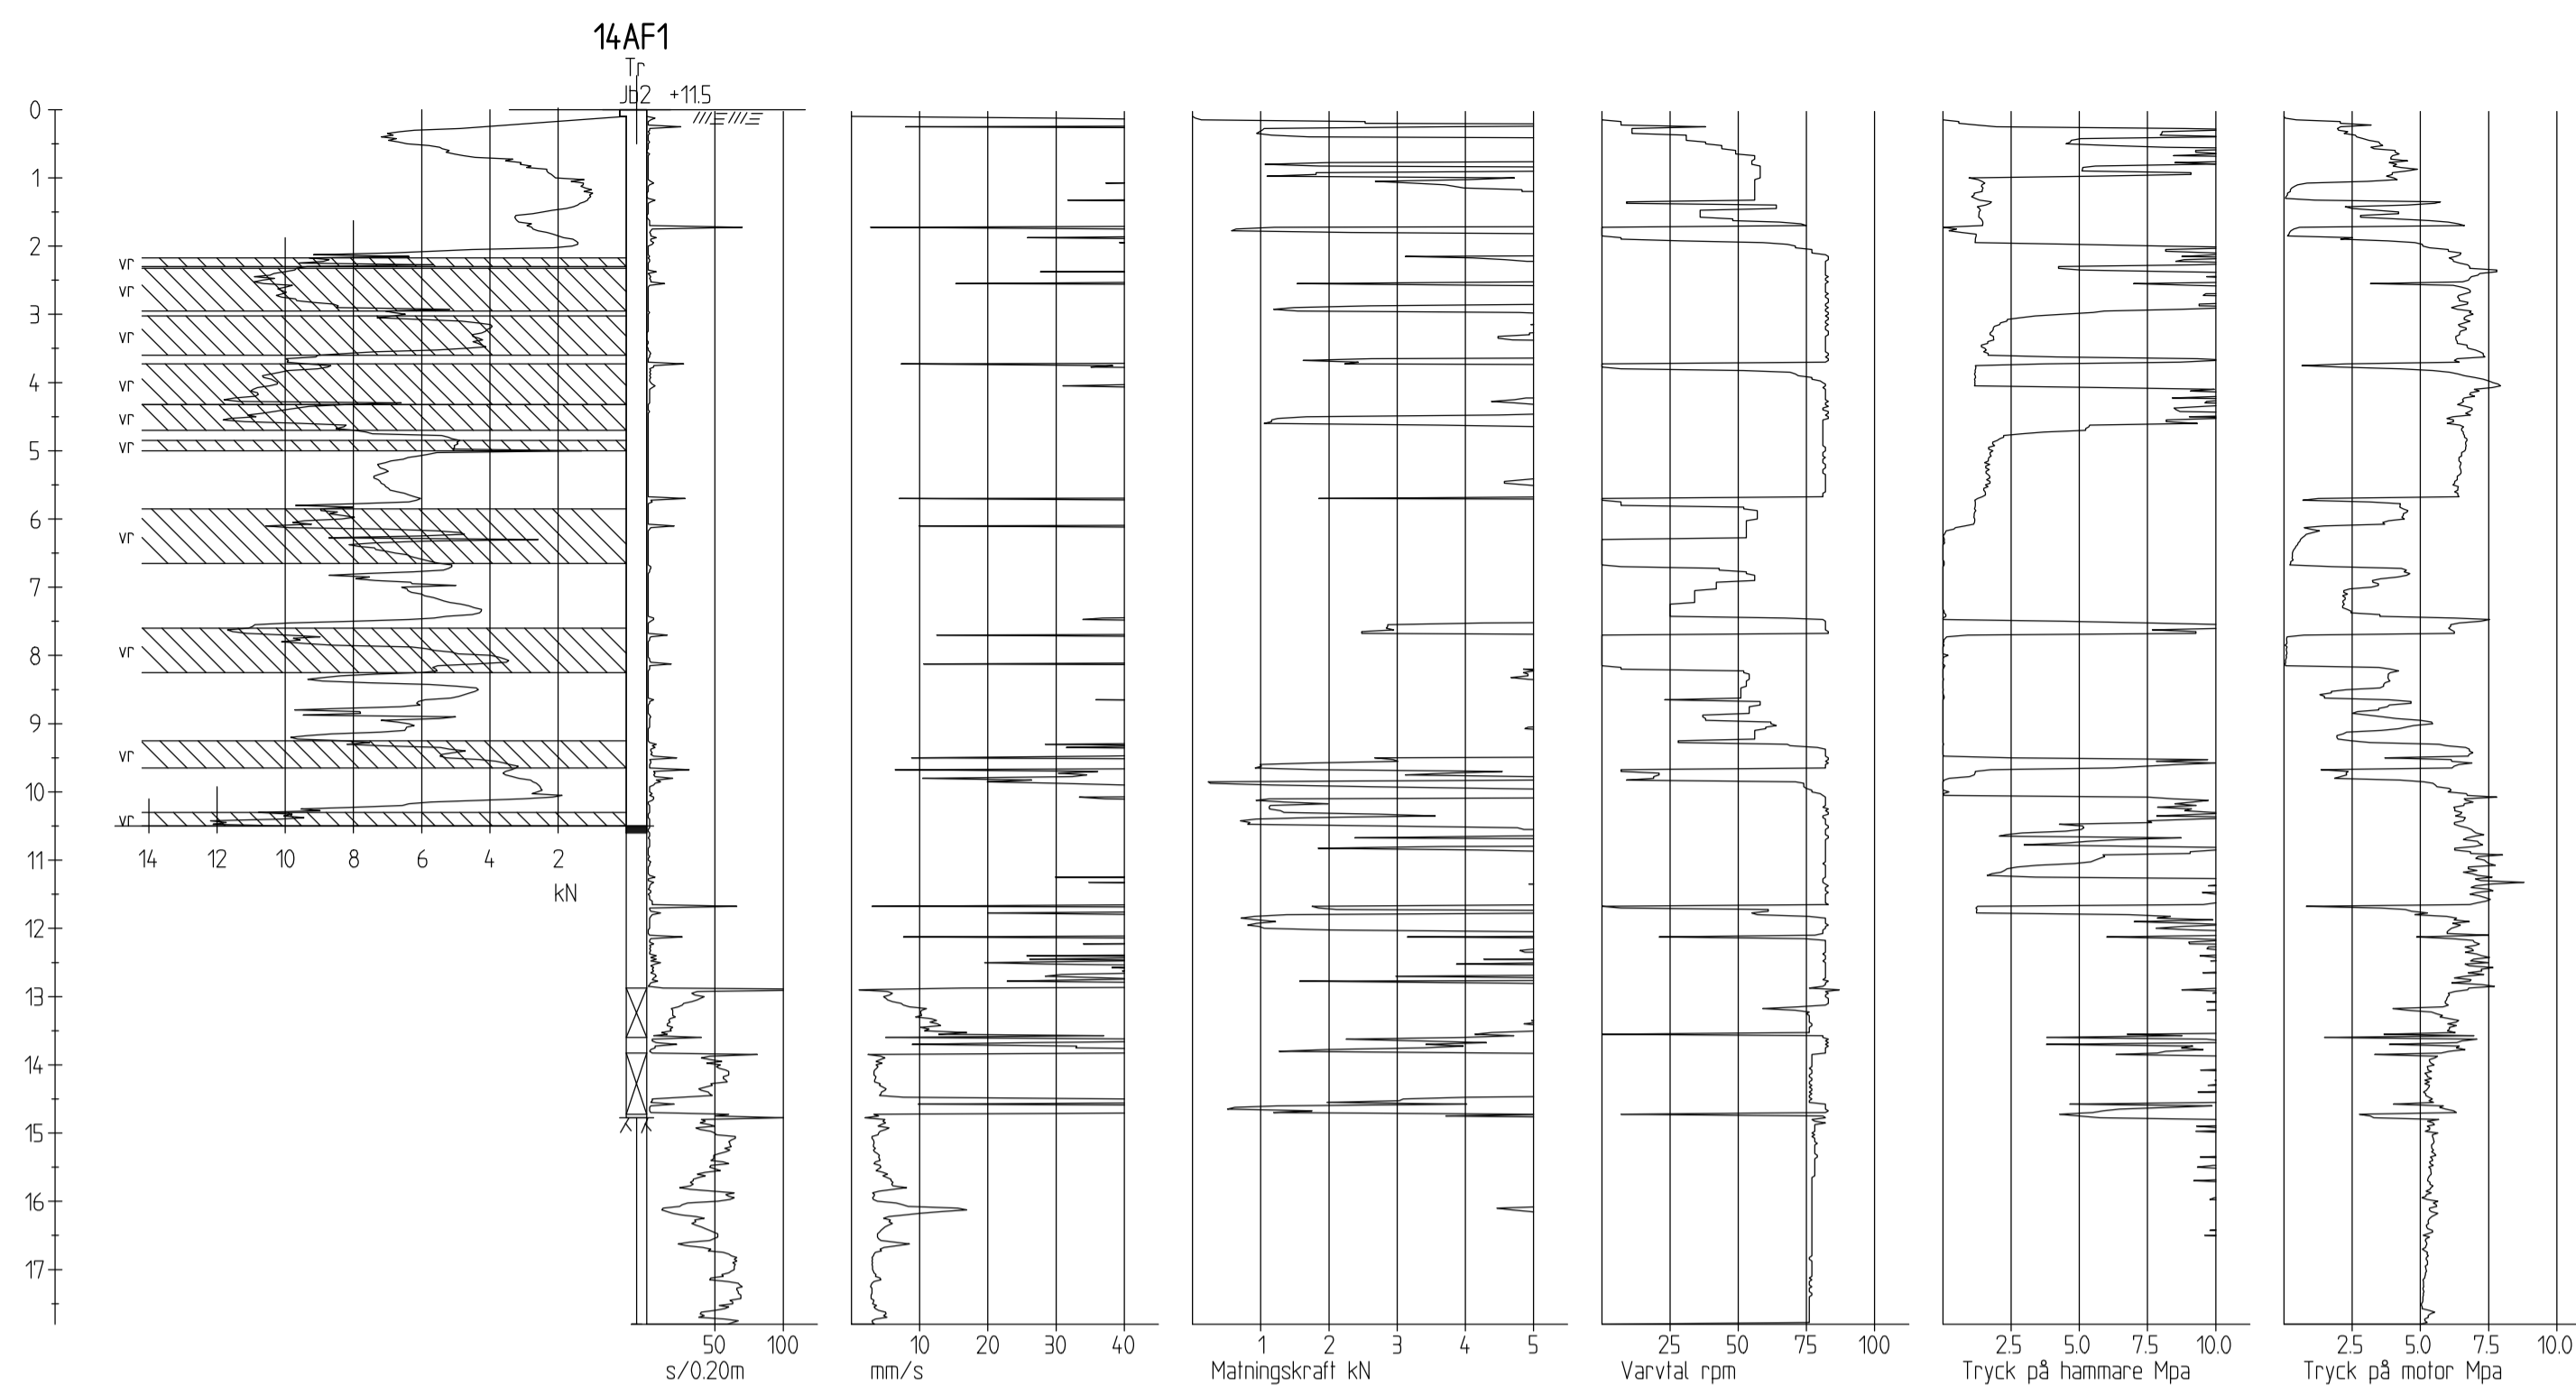 14AF1
Tr
Jb2 +11.5
0
1
2
vr
vr
3
vr
4
vr
vr
5
vr
6
vr
7
8
vr
9
vr
10
vr
11
14 12 10 8 6 4 2
kN
12
13
14
15
16
17
50 100 10 20 30 40 1 2 3 4 5 25 50 75 100 2.5 5.0 7.5 10.0 2.5 5.0 7.5 10.0
s/0.20m mm/s Matningskraft kN Varvtal rpm Tryck på hammare Mpa Tryck på motor Mpa